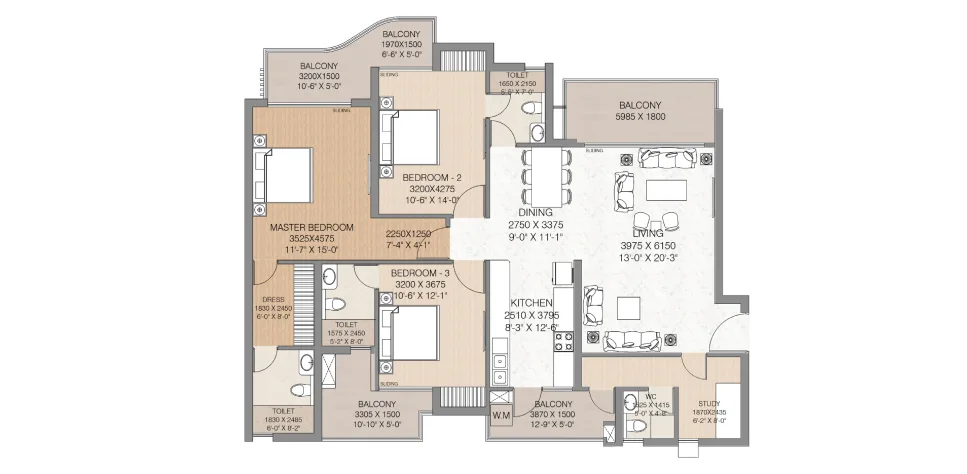 BALCONY
1970X1500
6'-6" X 5'-0"
BALCONY
3200X1500
10'-6" X 5'-0"
SLIDING
SLIDING
TOILET
1650 X 2150
5'-5" X 7'-0"
BALCONY
5985 X 1800
SLIDING
BEDROOM - 2
3200X4275
10'-6" X 14'-0"
MASTER BEDROOM
3525X4575
11'-7" X 15'-0"
2250X1250
7'-4" X 4'-1"
DINING
2750 X 3375
9'-0" X 11'-1"
LIVING
3975 X 6150
13'-0" X 20'-3"
BEDROOM - 3
3200 X 3675
10'-6" X 12'-1"
DRESS
1830 X 2450
6'-0" X 8'-0"
KITCHEN
2510 X 3795
8'-3" X 12'-6"
TOILET
1575 X 2450
5'-2" X 8'-0"
SLIDING
TOILET
1830 X 2485
6'-0" X 8'-2"
BALCONY
3305 X 1500
10'-10" X 5'-0"
W.M
BALCONY
3870 X 1500
12'-9" X 5'-0"
WC
1525 X 1415
5'-0" X 4'-8"
STUDY
1870X2435
6'-2" X 8'-0"